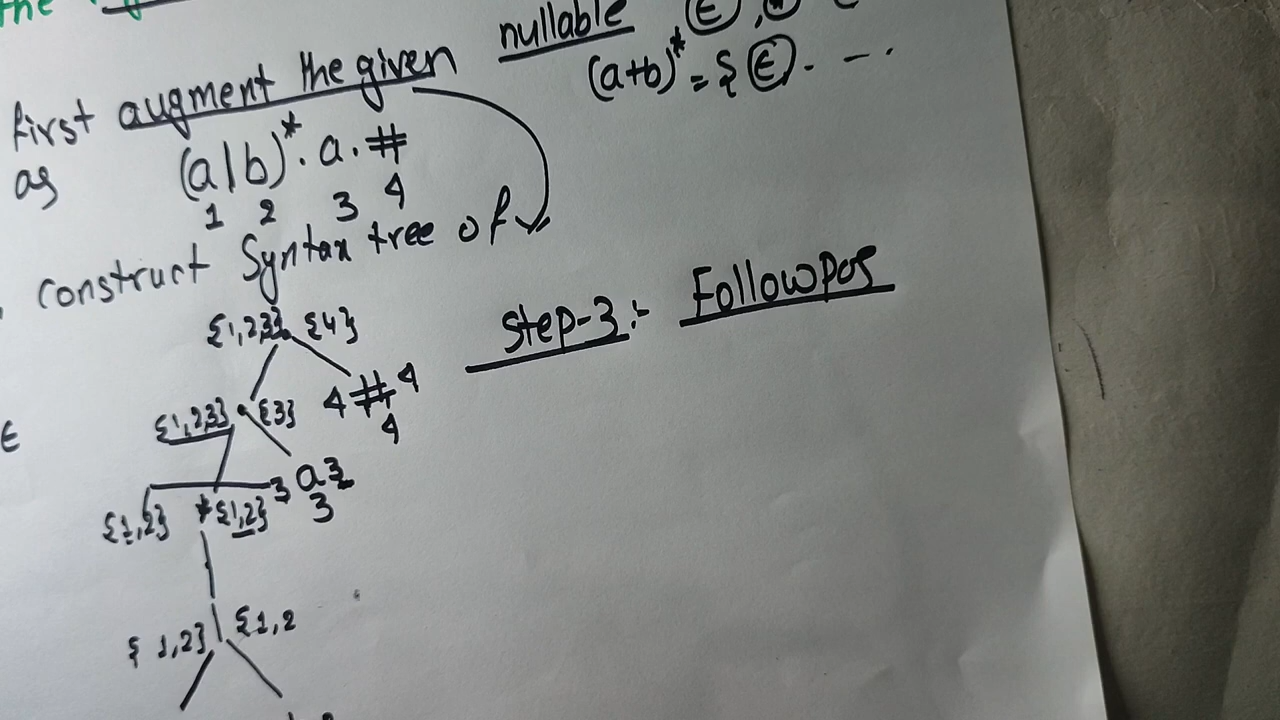 the
nullable (ε),
(a+b)* = { (ε) . - - .
first augment the given
as (a|b)*. a . #
1 2 3 4
construct Syntax tree of
Step-3:- Followpos
{1,2,3} . {4}
{1,2,3} . {3} 4 # 4
4
ε
3 a 3
3
{1,2} * {1,2}
{1,2} | {1,2